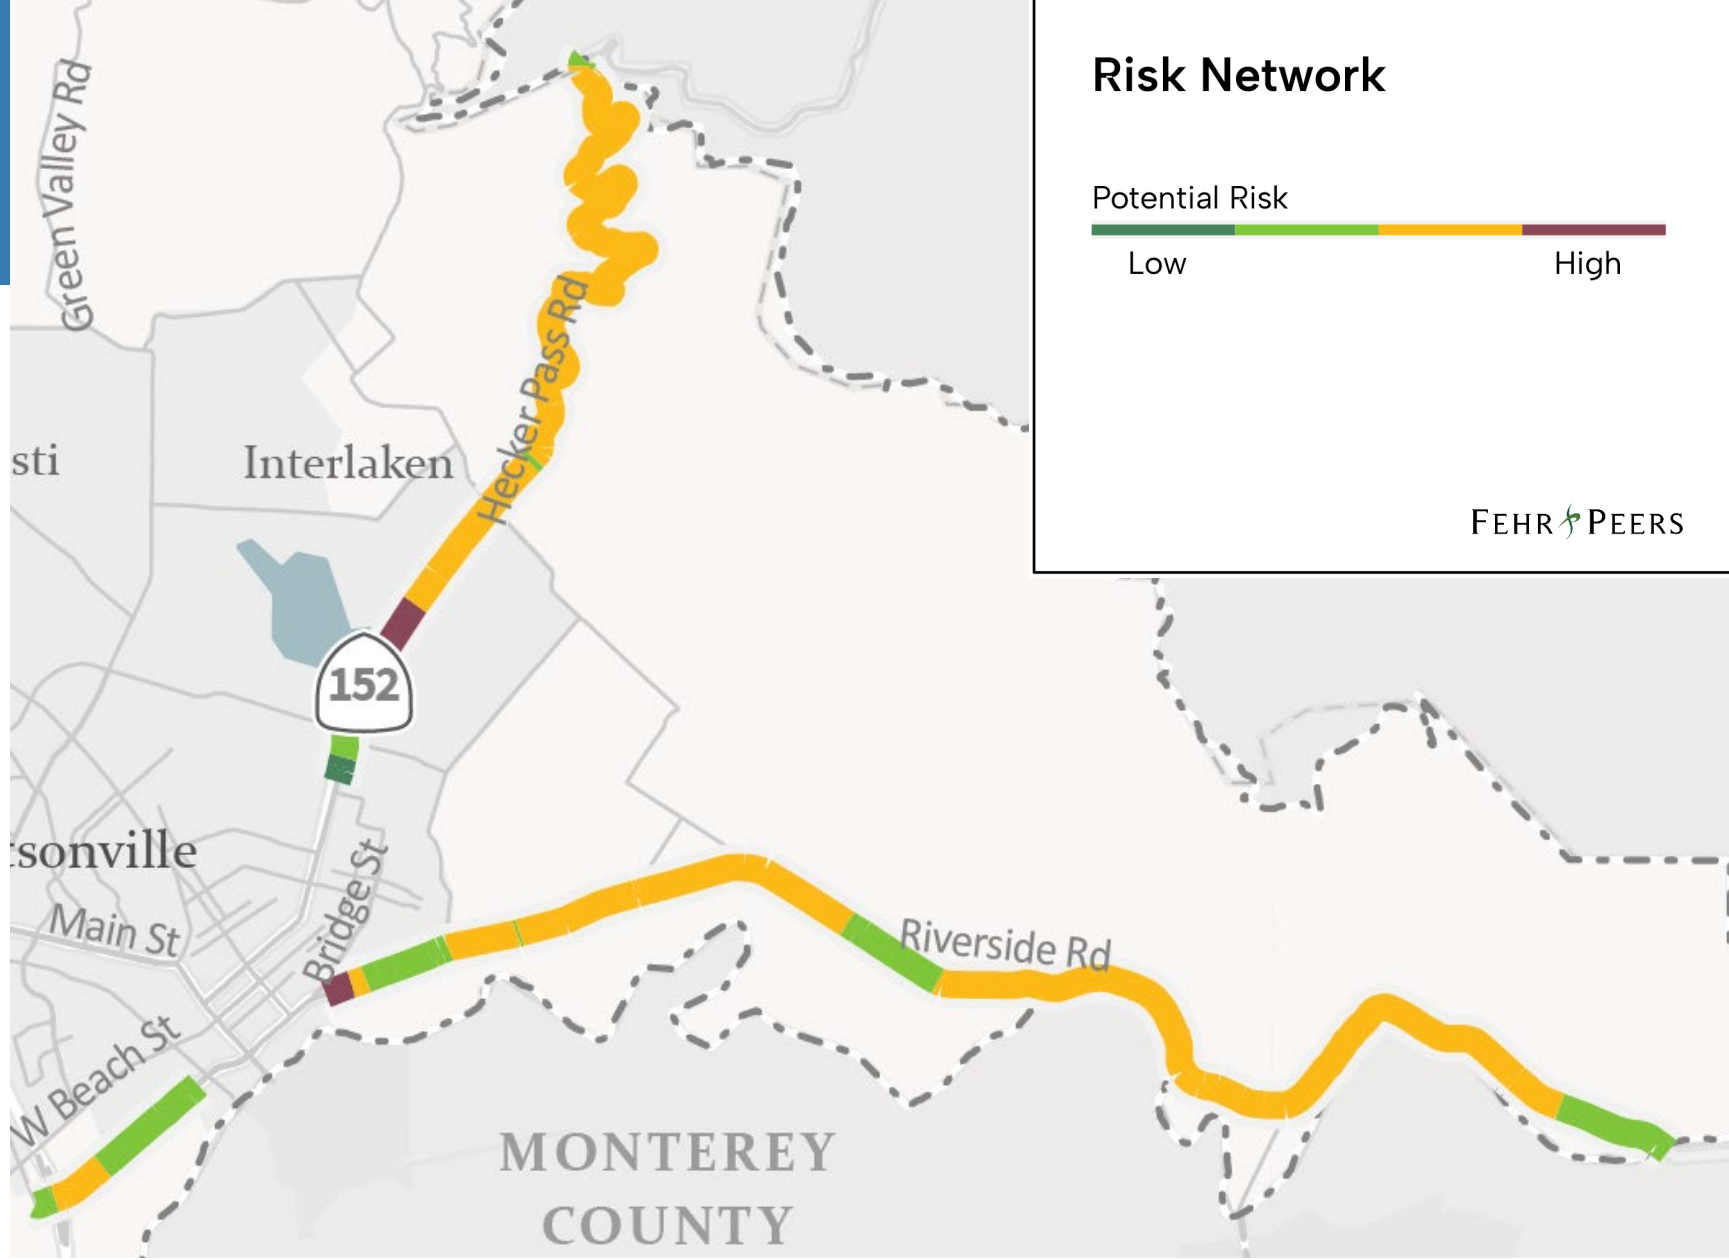 Risk Network
Potential Risk
Low
High
FEHR PEERS
Green Valley Rd
Hecker Pass Rd
sti
Interlaken
152
sonville
Main St
Bridge St
Riverside Rd
W Beach St
MONTEREY
COUNTY